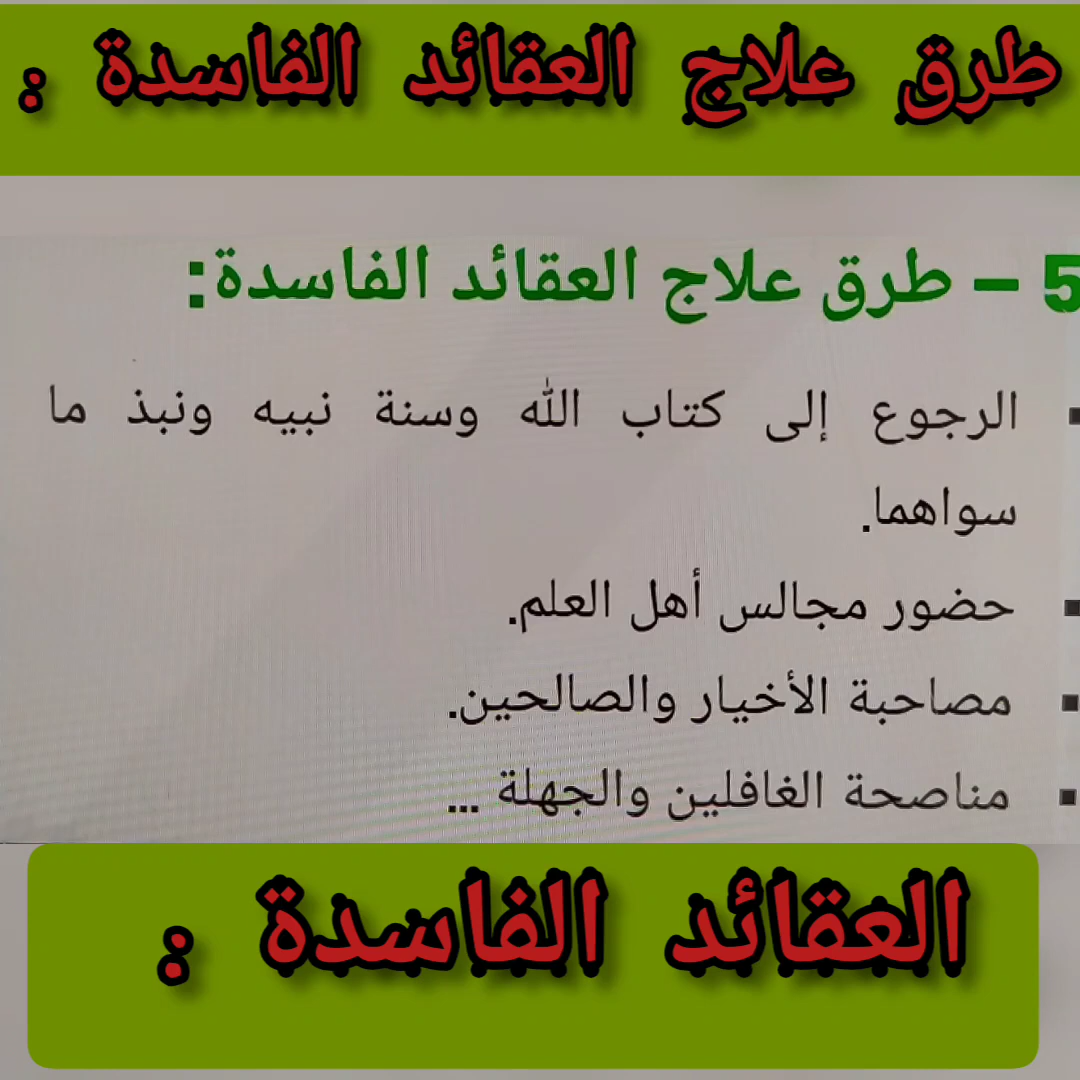 طرق علاج العقائد الفاسدة :
5 – طرق علاج العقائد الفاسدة:
▪ الرجوع إلى كتاب الله وسنة نبيه ونبذ ما
سواهما.
▪ حضور مجالس أهل العلم.
▪ مصاحبة الأخيار والصالحين.
▪ مناصحة الغافلين والجهلة ...
العقائد الفاسدة :